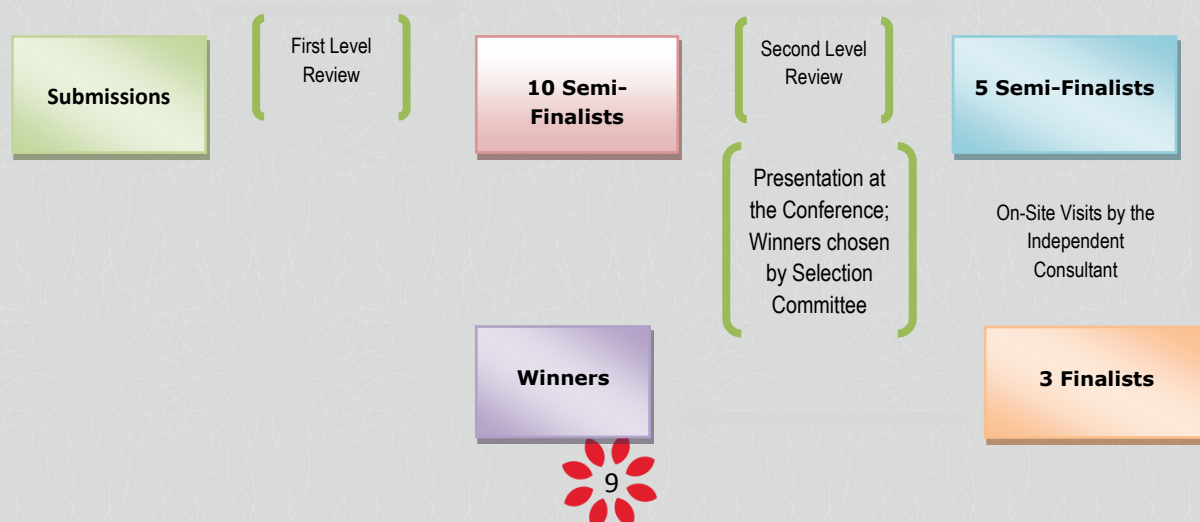 Submissions
First Level
Review
10 Semi-
Finalists
Second Level
Review
5 Semi-Finalists
On-Site Visits by the
Independent
Consultant
3 Finalists
Presentation at
the Conference;
Winners chosen
by Selection
Committee
Winners
9